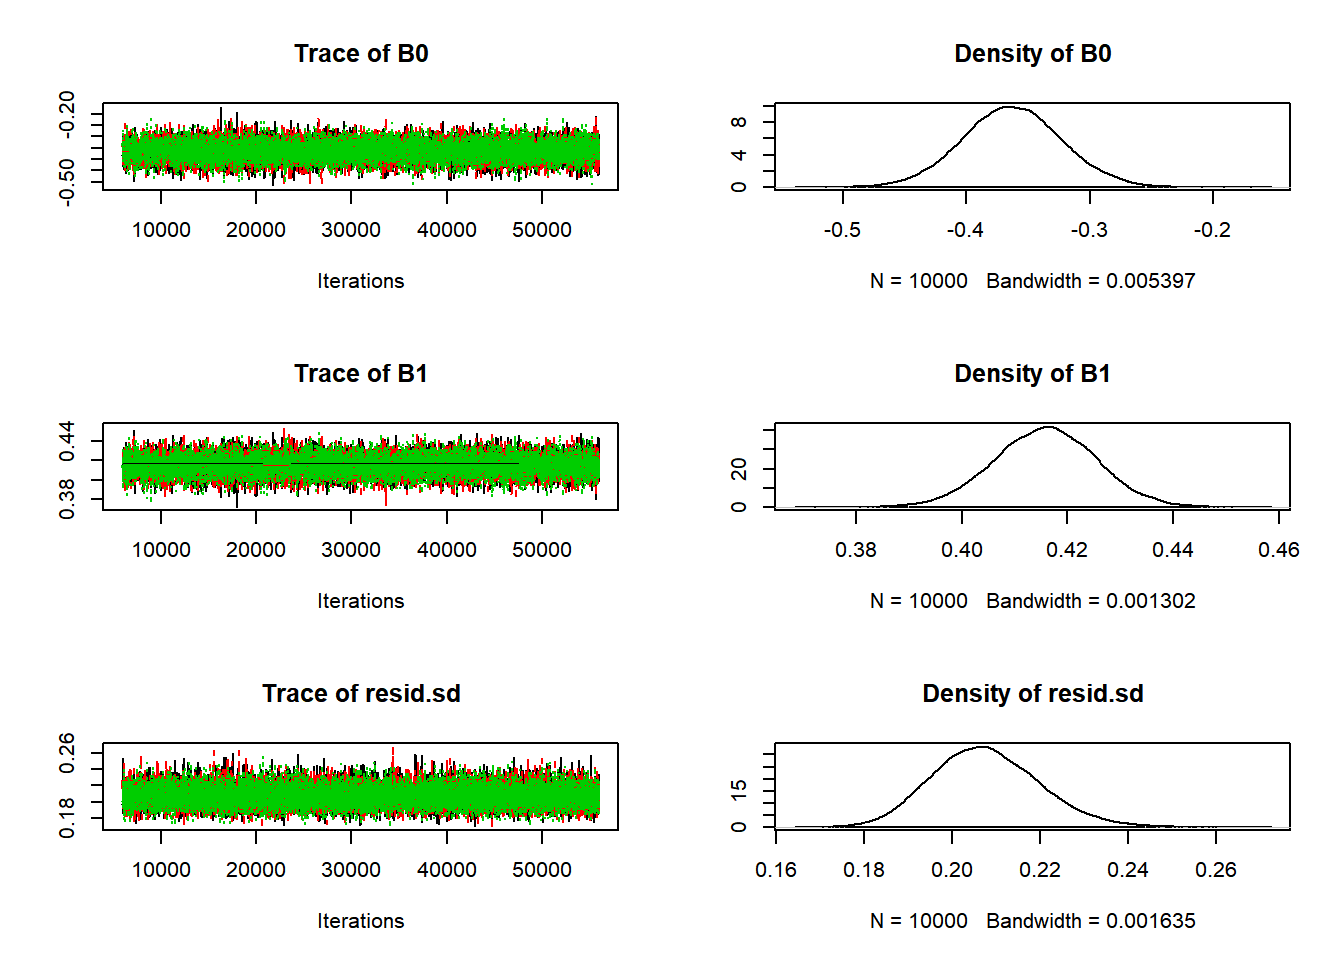 Trace of B0
-0.20
-0.50
10000 20000 30000 40000 50000
Iterations
Density of B0
8
4
0
-0.5 -0.4 -0.3 -0.2
N = 10000 Bandwidth = 0.005397
Trace of B1
0.44
0.38
10000 20000 30000 40000 50000
Iterations
Density of B1
20
0
0.38 0.40 0.42 0.44 0.46
N = 10000 Bandwidth = 0.001302
Trace of resid.sd
0.26
0.18
10000 20000 30000 40000 50000
Iterations
Density of resid.sd
15
0
0.16 0.18 0.20 0.22 0.24 0.26
N = 10000 Bandwidth = 0.001635